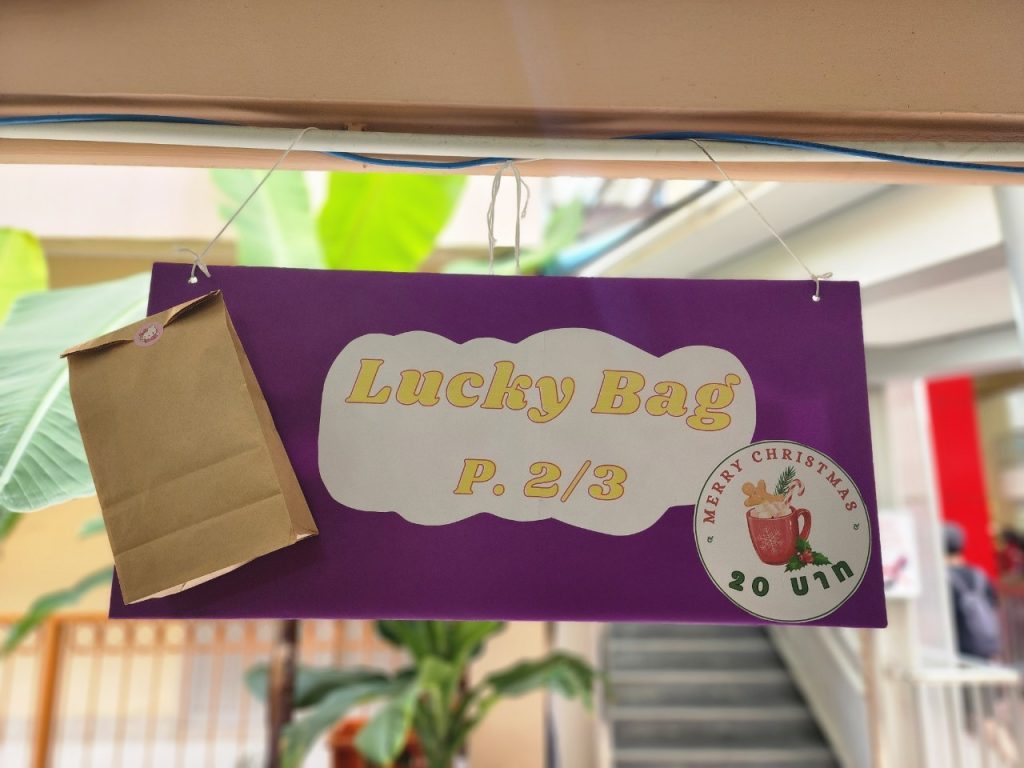 Lucky Bag
P. 2/3
MERRY CHRISTMAS
20 บาท